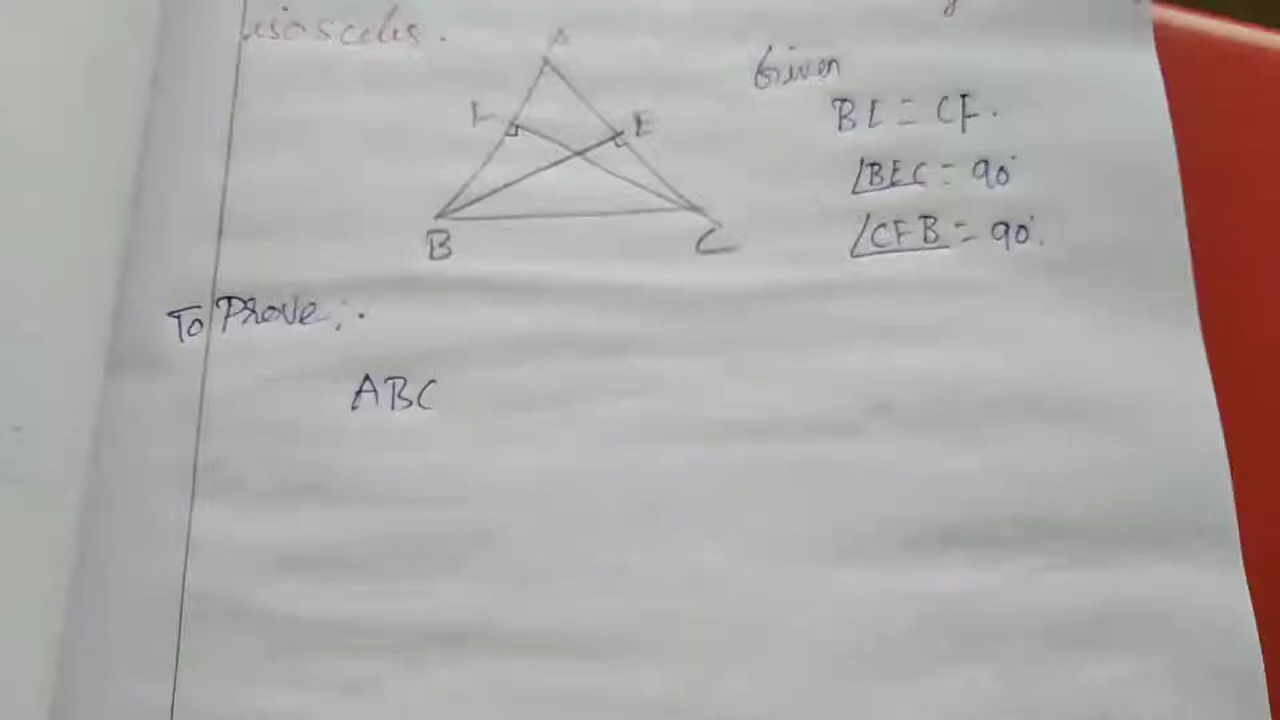 isosceles.
A
Given
F
E
BE = CF.
∠BEC = 90°
∠CFB = 90°.
B
C
To Prove :.
ABC